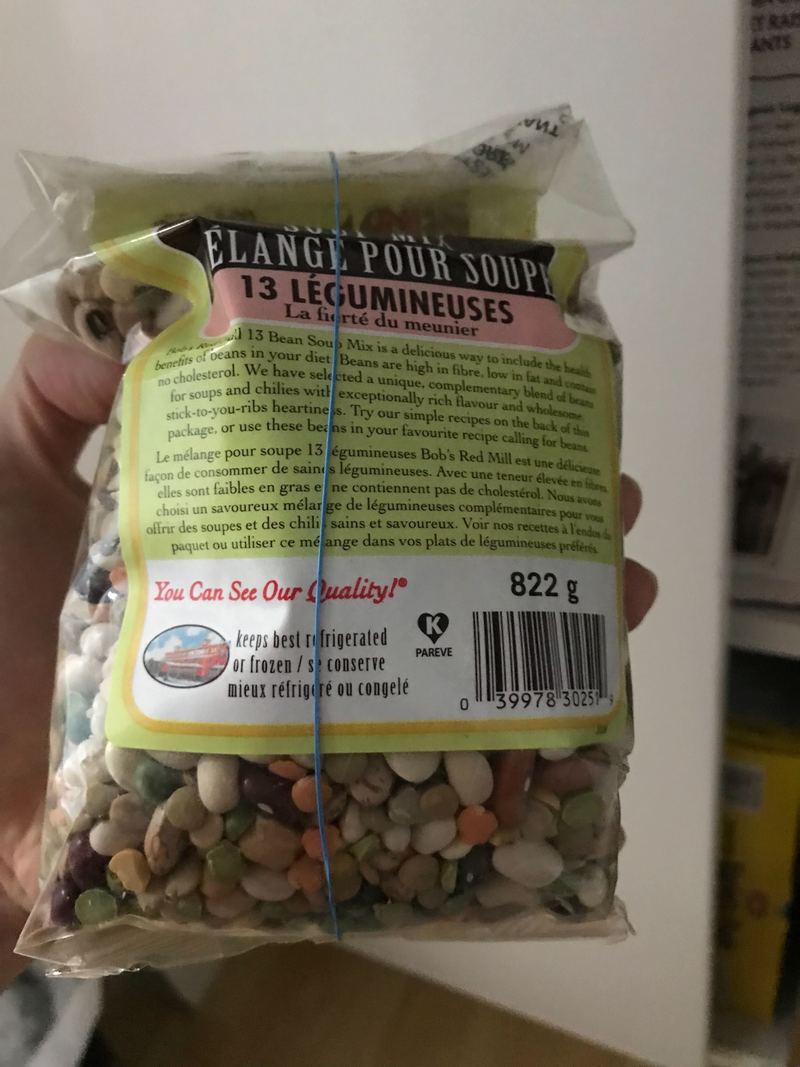 SOUP MIX
ÉLANGE POUR SOUPE
13 LÉGUMINEUSES
La fierté du meunier
13 Bean Soup Mix is a delicious way to include the health
benefits of beans in your diet. Beans are high in fibre, low in fat and contain
no cholesterol. We have selected a unique, complementary blend of beans
for soups and chilies with exceptionally rich flavour and wholesome
stick-to-you-ribs heartiness. Try our simple recipes on the back of this
package, or use these beans in your favourite recipe calling for beans.
Le mélange pour soupe 13 légumineuses Bob's Red Mill est une délicieuse
façon de consommer de saines légumineuses. Avec une teneur élevée en fibres,
elles sont faibles en gras et ne contiennent pas de cholestérol. Nous avons
choisi un savoureux mélange de légumineuses complémentaires pour vous
offrir des soupes et des chilis sains et savoureux. Voir nos recettes à l'endos du
paquet ou utiliser ce mélange dans vos plats de légumineuses préférés.
You Can See Our Quality!®
822 g
keeps best refrigerated
or frozen / se conserve
mieux réfrigéré ou congelé
K
PAREVE
0 39978 30251 9
ET RAI
ANTS